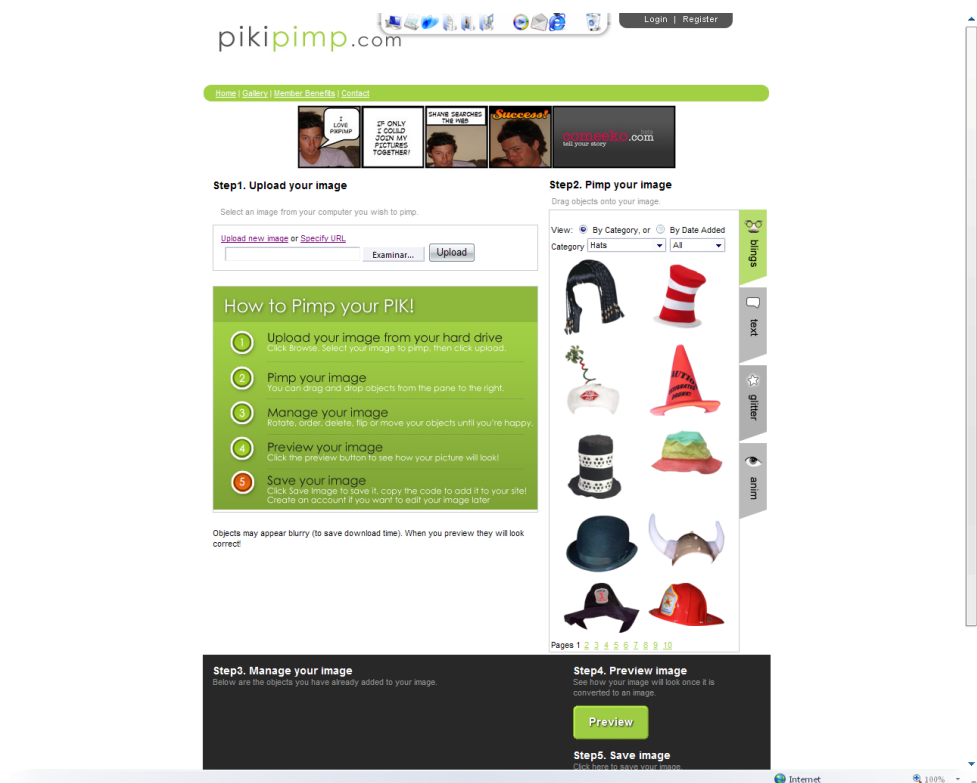 Login | Register
pikipimp.com
Home | Gallery | Member Benefits | Contact
I
LOVE
PIKPIMP
IF ONLY
I COULD
JOIN MY
PICTURES
TOGETHER!
SHANE SEARCHES
THE WEB
Success!
comeeko.com
tell your story
Step1. Upload your image
Select an image from your computer you wish to pimp.
Upload new image or Specify URL
Examinar...
Upload
How to Pimp your PIK!
1
Upload your image from your hard drive
Click Browse. Select your image to pimp, then click upload.
2
Pimp your image
You can drag and drop objects from the pane to the right.
3
Manage your image
Rotate, order, delete, flip or move your objects until you're happy.
4
Preview your image
Click the preview button to see how your picture will look!
5
Save your image
Click Save Image to save it, copy the code to add it to your site!
Create an account if you want to edit your image later
Objects may appear blurry (to save download time). When you preview they will look
correct!
Step2. Pimp your image
Drag objects onto your image.
View: By Category, or By Date Added
Category Hats All
blings
text
glitter
anim
Pages 1 2 3 4 5 6 7 8 9 10
Step3. Manage your image
Below are the objects you have already added to your image.
Step4. Preview image
See how your image will look once it is
converted to an image.
Preview
Step5. Save image
Click here to save your image.
Internet
100%